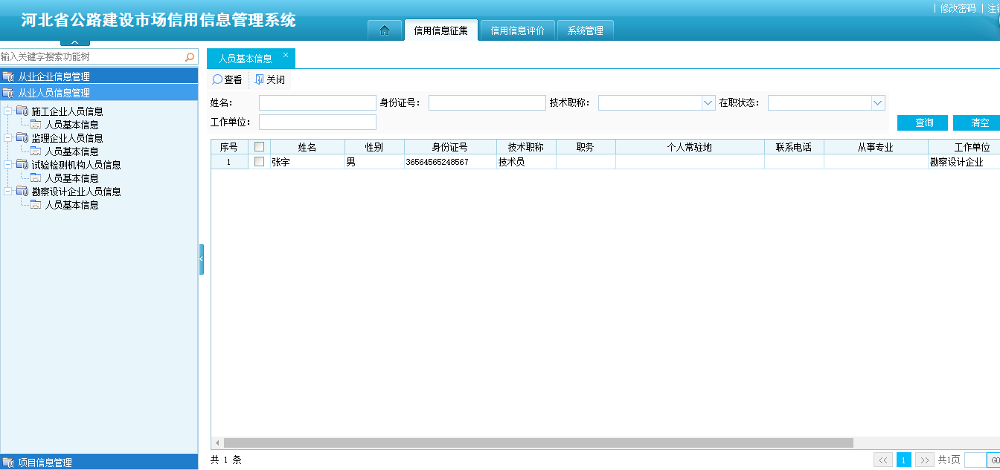 河北省公路建设市场信用信息管理系统
修改密码
信用信息征集 信用信息评价 系统管理
输入关键字搜索功能树
从业企业信息管理
从业人员信息管理
施工企业人员信息
人员基本信息
监理企业人员信息
人员基本信息
试验检测机构人员信息
人员基本信息
勘察设计企业人员信息
人员基本信息
项目信息管理
人员基本信息
查看 关闭
姓名: 身份证号: 技术职称: 在职状态:
工作单位:
查询 清空
序号 姓名 性别 身份证号 技术职称 职务 个人常驻地 联系电话 从事专业 工作单位
1 张宇 男 36564565248567 技术员 勘察设计企业
共 1 条
<< 1 >> 共1页